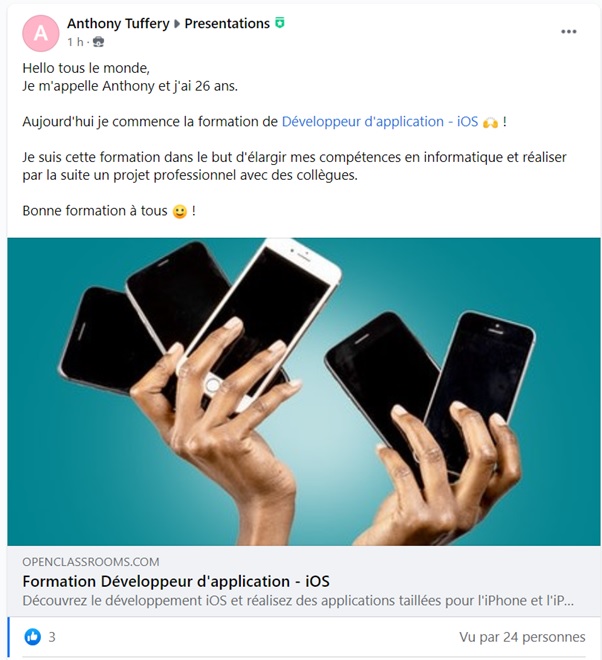 A
Anthony Tuffery ▸ Presentations
1 h ·
Hello tous le monde,
Je m'appelle Anthony et j'ai 26 ans.
Aujourd'hui je commence la formation de Développeur d'application - iOS 🙌 !
Je suis cette formation dans le but d'élargir mes compétences en informatique et réaliser
par la suite un projet professionnel avec des collègues.
Bonne formation à tous 🙂 !
OPENCLASSROOMS.COM
Formation Développeur d'application - iOS
Découvrez le développement iOS et réalisez des applications taillées pour l'iPhone et l'iP...
3
Vu par 24 personnes